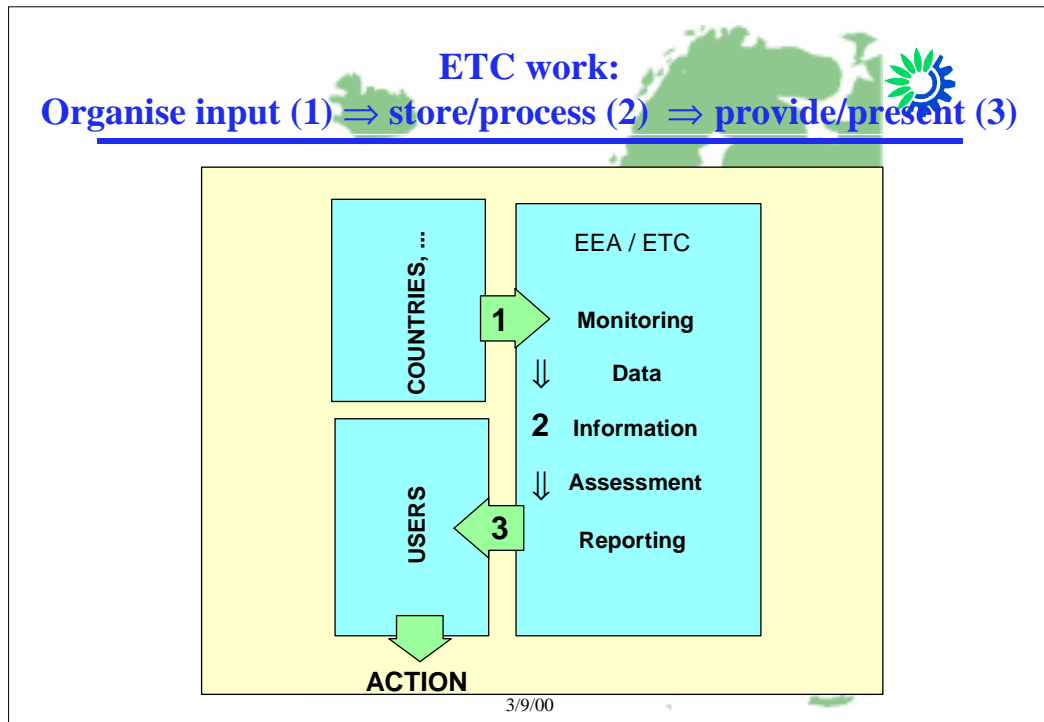 ETC work:
Organise input (1) ⇒ store/process (2) ⇒ provide/present (3)
COUNTRIES, ...
1
EEA / ETC
Monitoring
⇓ Data
2 Information
⇓ Assessment
Reporting
3
USERS
ACTION
3/9/00